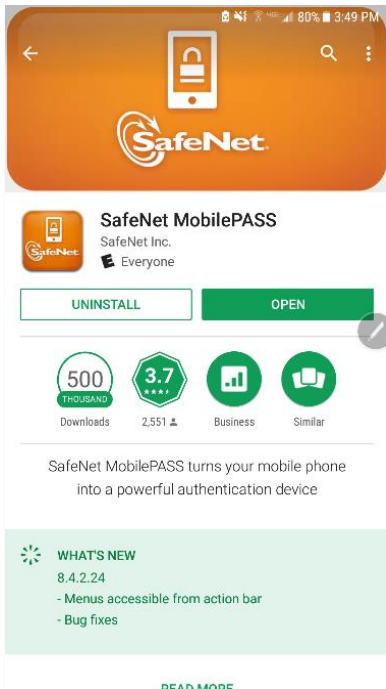 80% 3:49 PM
SafeNet.
SafeNet
SafeNet MobilePASS
SafeNet Inc.
E Everyone
UNINSTALL
OPEN
500
THOUSAND
3.7
Downloads
2,551
Business
Similar
SafeNet MobilePASS turns your mobile phone
into a powerful authentication device
WHAT'S NEW
8.4.2.24
- Menus accessible from action bar
- Bug fixes
READ MORE